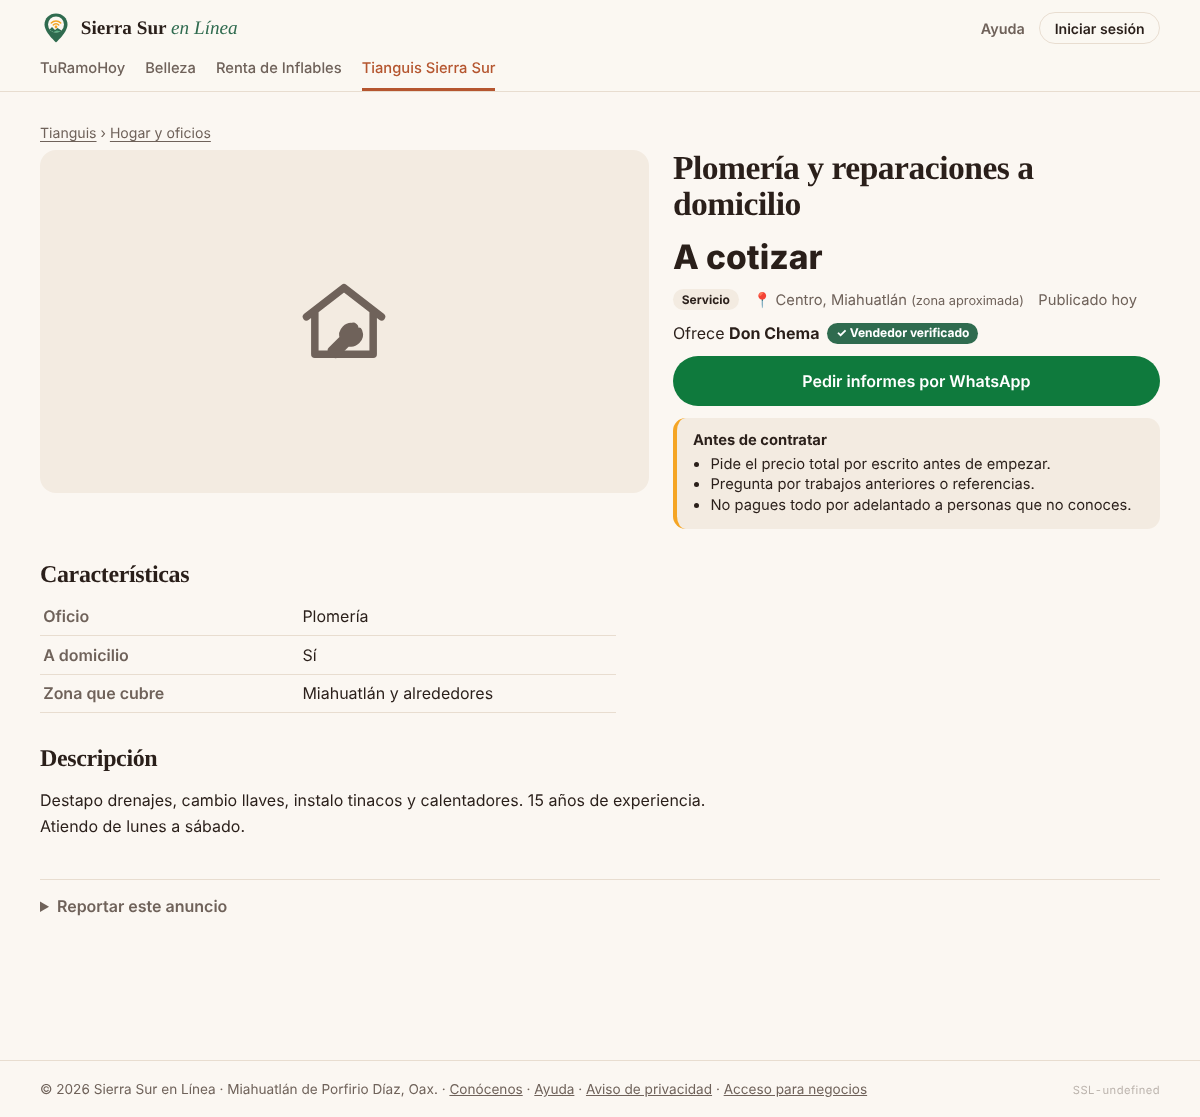 Sierra Sur en Línea
Ayuda
Iniciar sesión
TuRamoHoy
Belleza
Renta de Inflables
Tianguis Sierra Sur
Tianguis › Hogar y oficios
Plomería y reparaciones a
domicilio
A cotizar
Servicio
📍 Centro, Miahuatlán (zona aproximada)
Publicado hoy
Ofrece Don Chema ✓ Vendedor verificado
Pedir informes por WhatsApp
Antes de contratar
• Pide el precio total por escrito antes de empezar.
• Pregunta por trabajos anteriores o referencias.
• No pagues todo por adelantado a personas que no conoces.
Características
Oficio Plomería
A domicilio Sí
Zona que cubre Miahuatlán y alrededores
Descripción
Destapo drenajes, cambio llaves, instalo tinacos y calentadores. 15 años de experiencia.
Atiendo de lunes a sábado.
▶ Reportar este anuncio
© 2026 Sierra Sur en Línea · Miahuatlán de Porfirio Díaz, Oax. · Conócenos · Ayuda · Aviso de privacidad · Acceso para negocios
SSL-undefined